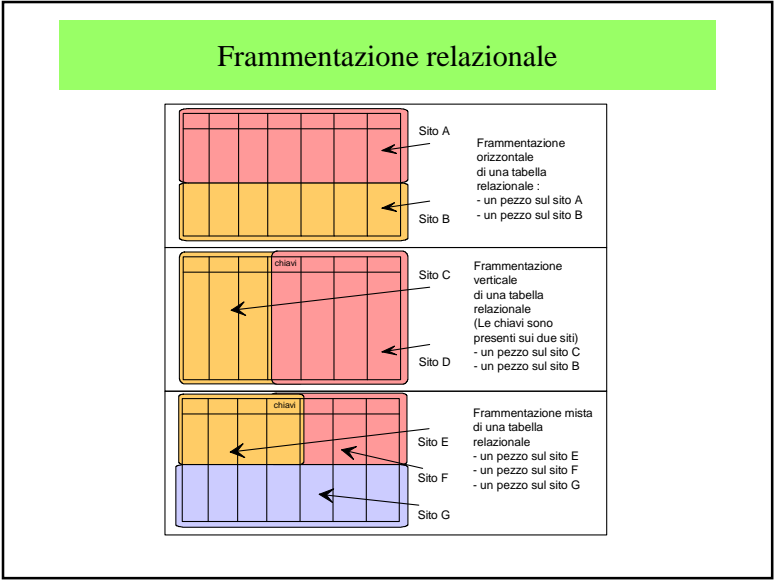 Frammentazione relazionale
Sito A
Sito B
Frammentazione
orizzontale
di una tabella
relazionale :
- un pezzo sul sito A
- un pezzo sul sito B
chiavi
Sito C
Sito D
Frammentazione
verticale
di una tabella
relazionale
(Le chiavi sono
presenti sui due siti)
- un pezzo sul sito C
- un pezzo sul sito B
chiavi
Sito E
Sito F
Sito G
Frammentazione mista
di una tabella
relazionale
- un pezzo sul sito E
- un pezzo sul sito F
- un pezzo sul sito G